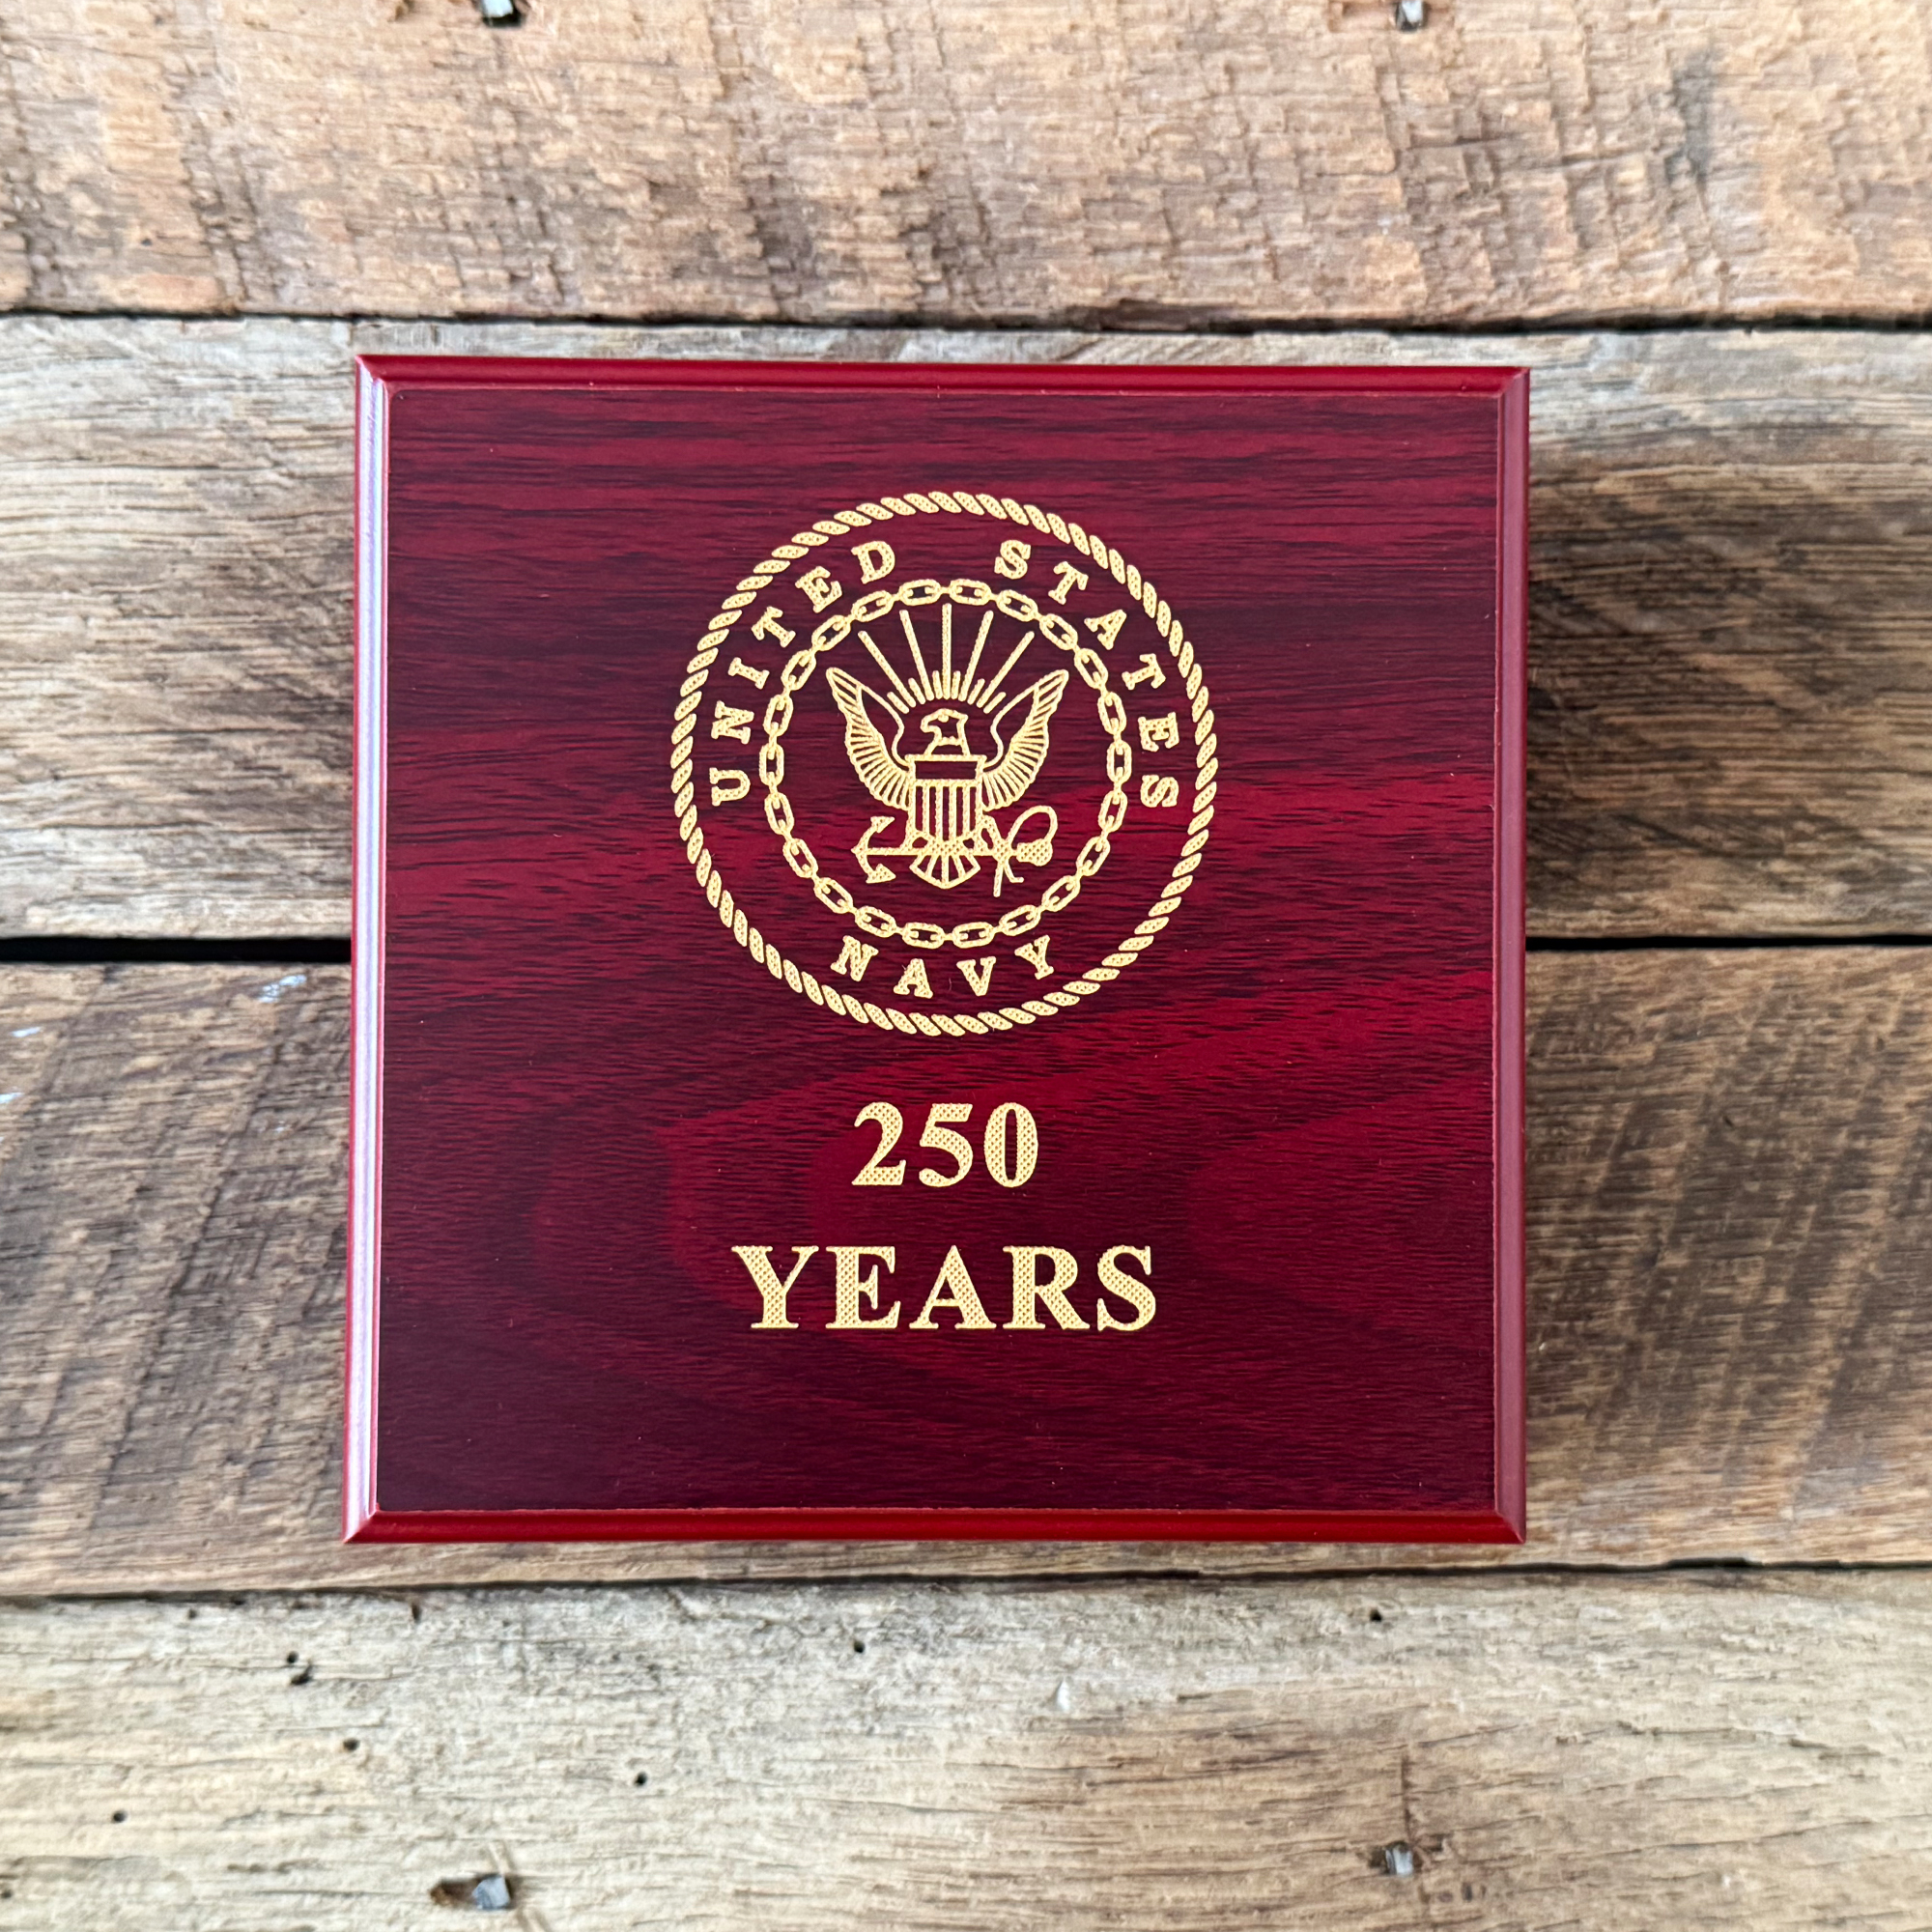 UNITED STATES
NAVY
250
YEARS